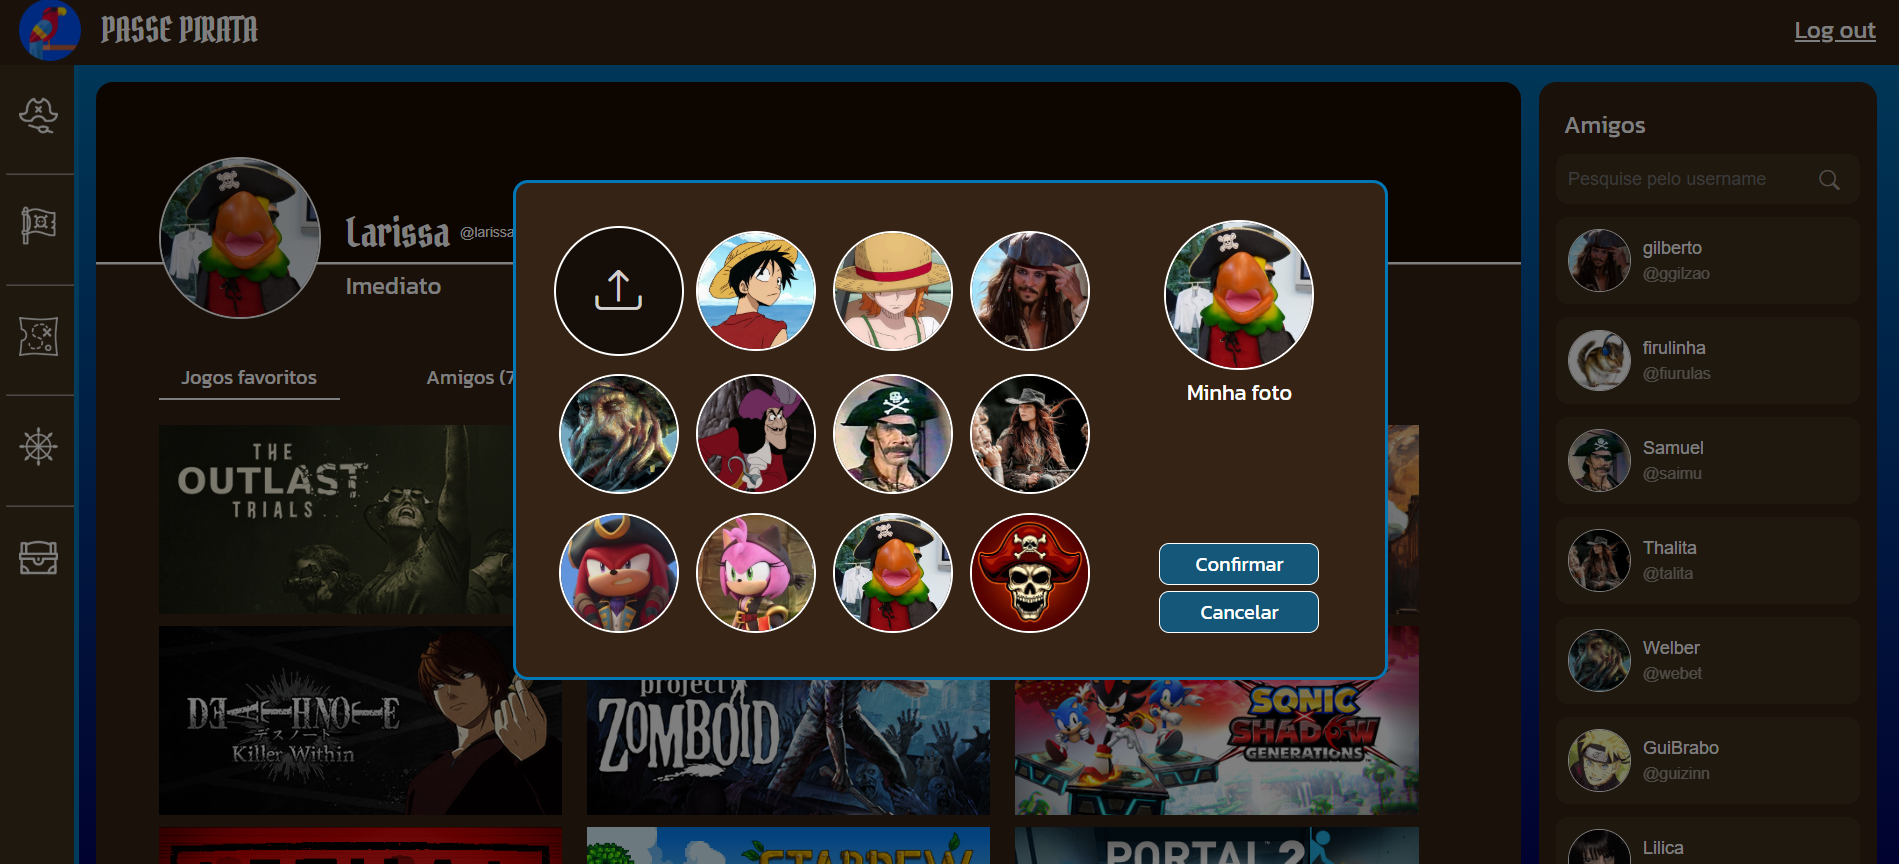 PASSE PIRATA
Log out
Larissa @larissa
Imediato
Jogos favoritos
Amigos (7
THE
OUTLAST
TRIALS
DEATH NOTE
デスノート
Killer Within
project
ZOMBOID
SONIC
X
SHADOW
GENERATIONS
STARDEW
PORTAL 2
Minha foto
Confirmar
Cancelar
Amigos
Pesquise pelo username
gilberto
@ggilzao
firulinha
@fiurulas
Samuel
@saimu
Thalita
@talita
Welber
@webet
GuiBrabo
@guizinn
Lilica